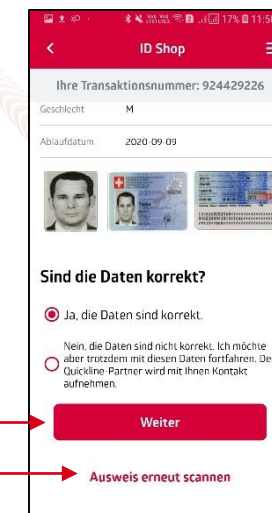 17% 11:50
ID Shop
Ihre Transaktionsnummer: 924429226
Geschlecht M
Ablaufdatum 2020-09-09
Sind die Daten korrekt?
Ja, die Daten sind korrekt.
Nein, die Daten sind nicht korrekt. Ich möchte
aber trotzdem mit diesen Daten fortfahren. De
Quickline-Partner wird mit Ihnen Kontakt
aufnehmen.
Weiter
Ausweis erneut scannen